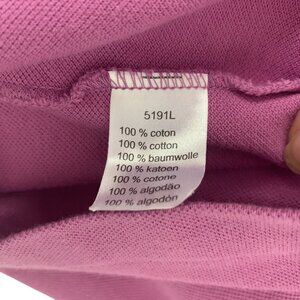 5191L
100 % coton
100 % cotton
100 % baumwolle
100 % katoen
100 % cotone
100 % algodão
100 % algodón